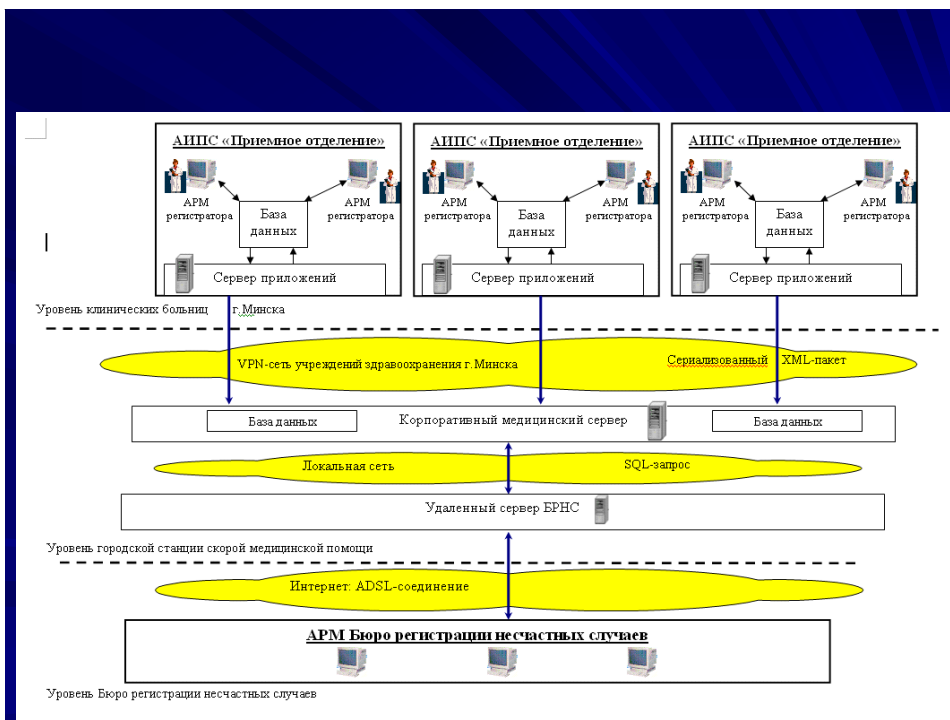 АИПС «Приемное отделение»
АРМ
регистратора
База
данных
АРМ
регистратора
Сервер приложений
АИПС «Приемное отделение»
АРМ
регистратора
База
данных
АРМ
регистратора
Сервер приложений
АИПС «Приемное отделение»
АРМ
регистратора
База
данных
АРМ
регистратора
Сервер приложений
Уровень клинических больниц г.Минска
VPN-сеть учреждений здравоохранения г.Минска
Сериализованный XML-пакет
База данных
Корпоративный медицинский сервер
База данных
Локальная сеть
SQL-запрос
Удаленный сервер БРНС
Уровень городской станции скорой медицинской помощи
Интернет: ADSL-соединение
АРМ Бюро регистрации несчастных случаев
Уровень Бюро регистрации несчастных случаев